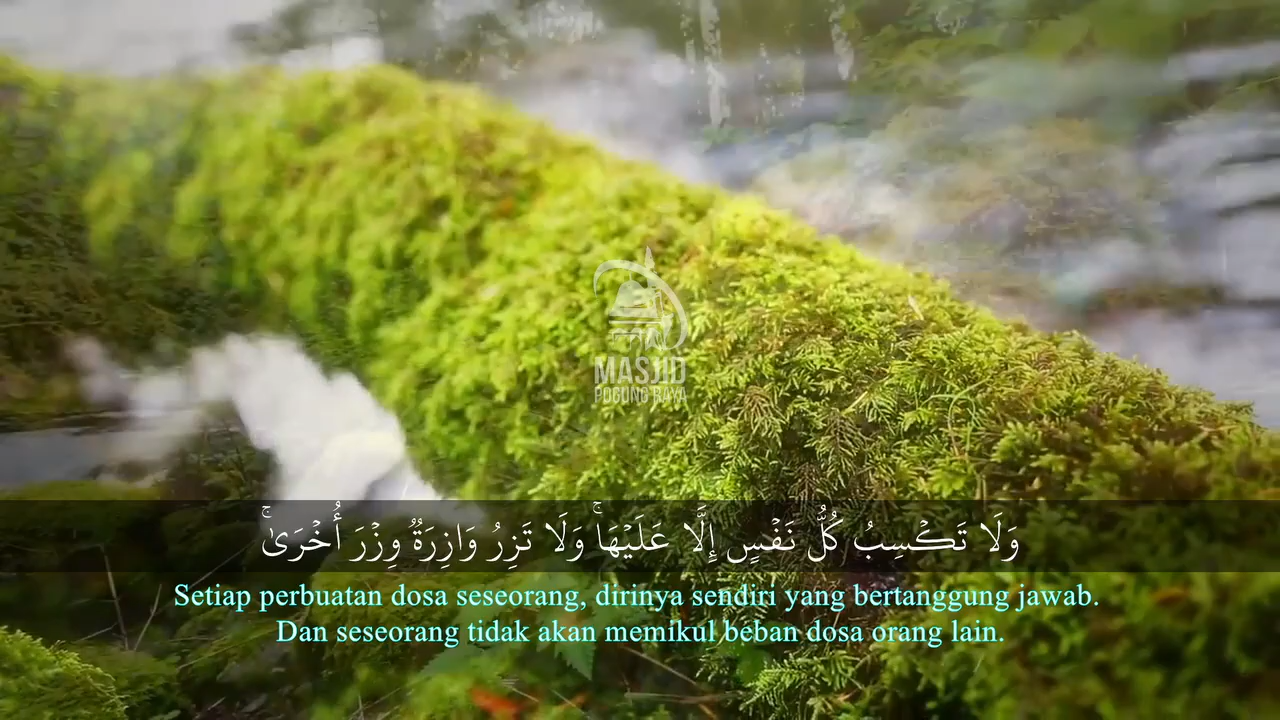 MASJID
POGUNG RAYA
وَلَا تَكْسِبُ كُلُّ نَفْسٍ إِلَّا عَلَيْهَاۚ وَلَا تَزِرُ وَازِرَةٌ وِزْرَ أُخْرَىٰۚ
Setiap perbuatan dosa seseorang, dirinya sendiri yang bertanggung jawab.
Dan seseorang tidak akan memikul beban dosa orang lain.